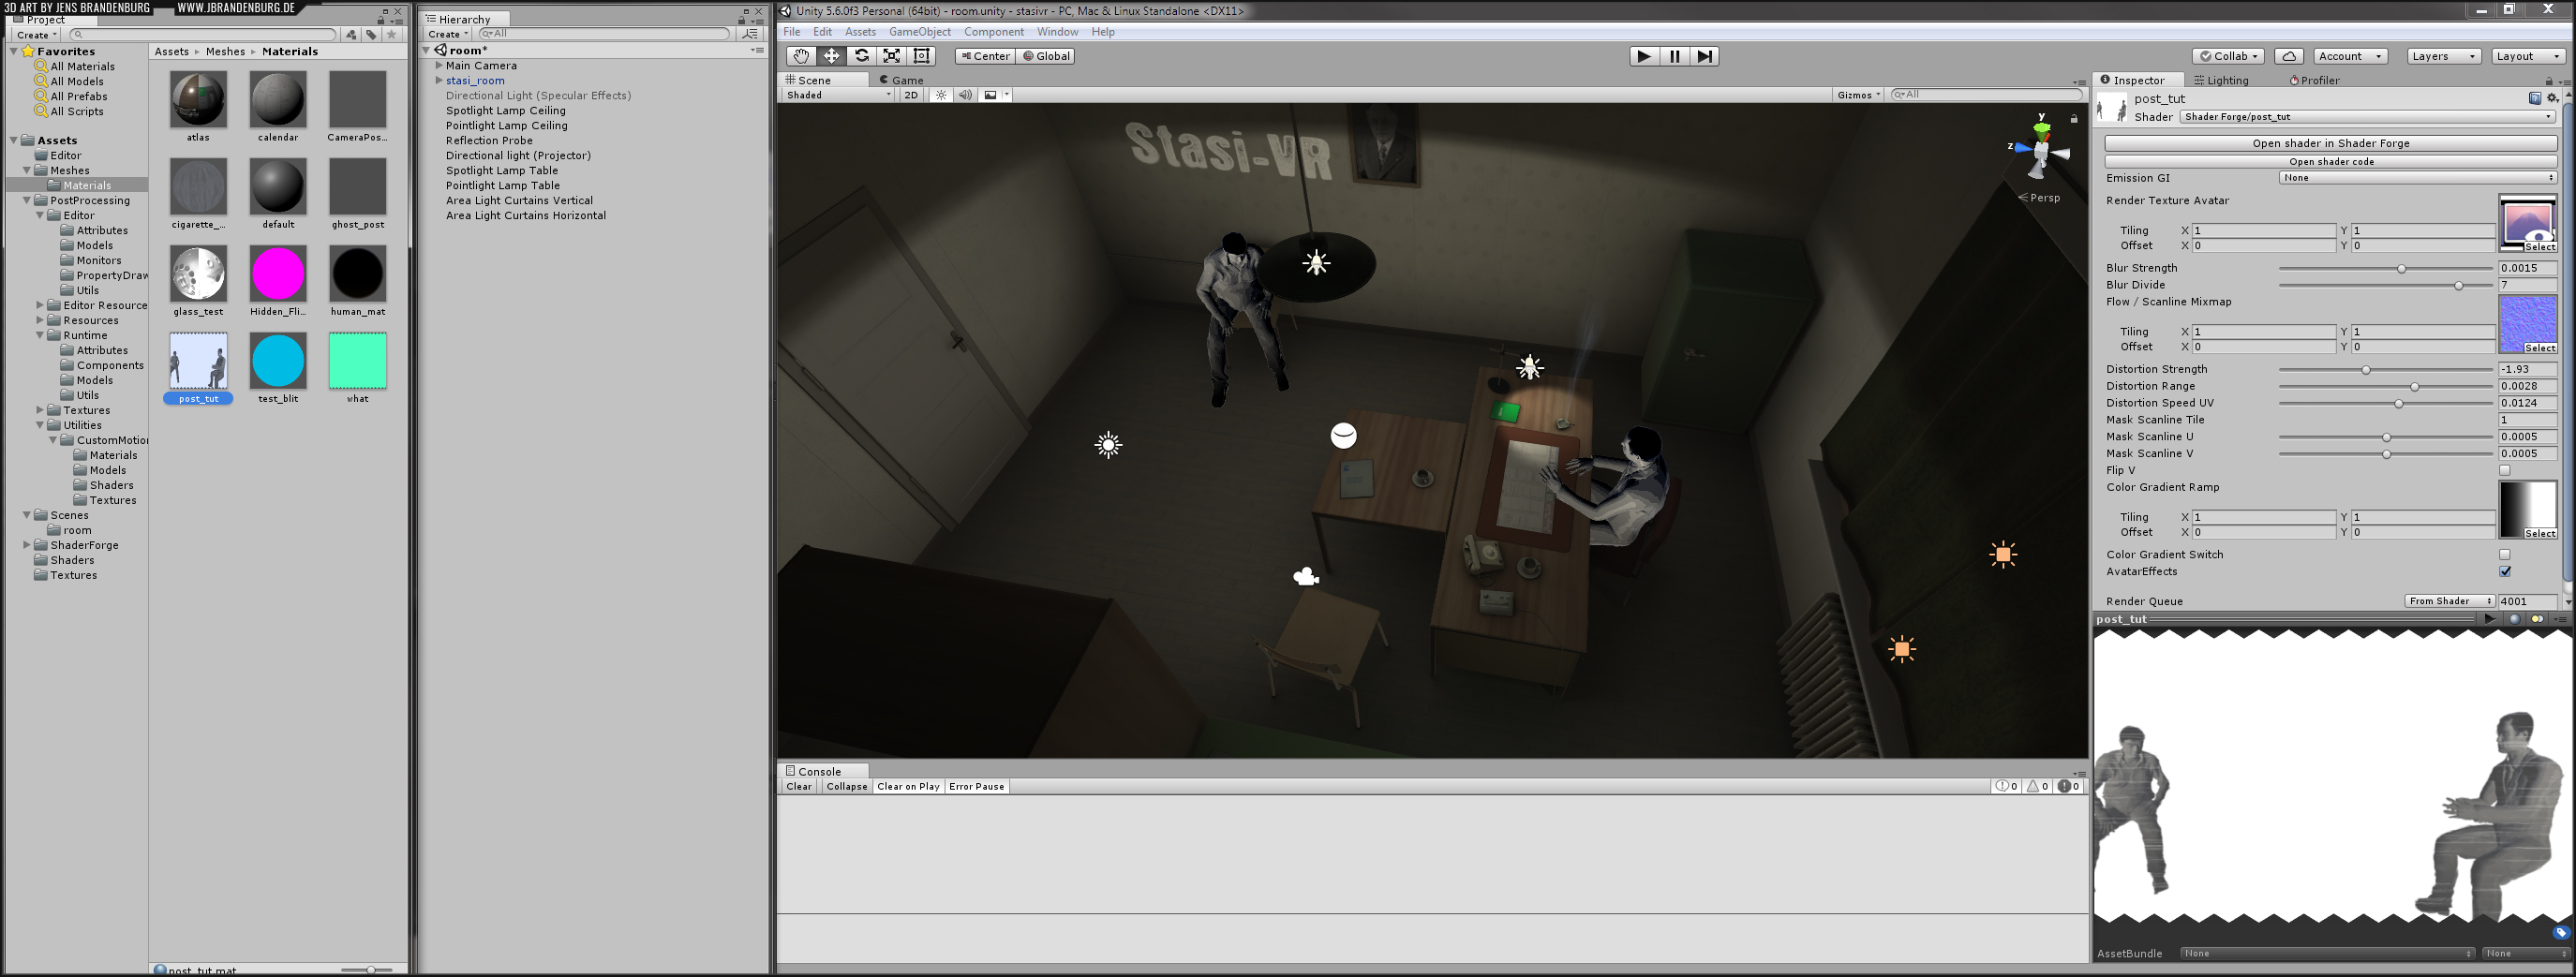 3D ART BY JENS BRANDENBURG WWW.JBRANDENBURG.DE
Project
Create
Favorites
All Materials
All Models
All Prefabs
All Scripts
Assets
Editor
Meshes
Materials
PostProcessing
Editor
Attributes
Models
Monitors
PropertyDraw
Utils
Editor Resource
Resources
Runtime
Attributes
Components
Models
Utils
Textures
Utilities
CustomMotion
Materials
Models
Shaders
Textures
Scenes
room
ShaderForge
Shaders
Textures
Assets Meshes Materials
atlas calendar CameraPos...
cigarette_... default ghost_post
glass_test Hidden_Fli... human_mat
post_tut test_blit what
post_tut.mat
Hierarchy
Create All
room*
Main Camera
stasi_room
Directional Light (Specular Effects)
Spotlight Lamp Ceiling
Pointlight Lamp Ceiling
Reflection Probe
Directional light (Projector)
Spotlight Lamp Table
Pointlight Lamp Table
Area Light Curtains Vertical
Area Light Curtains Horizontal
Unity 5.6.0f3 Personal (64bit) - room.unity - stasivr - PC, Mac & Linux Standalone <DX11>
File Edit Assets GameObject Component Window Help
Center Global
Collab Account Layers Layout
Scene Game
Shaded 2D Gizmos All
Stasi-VR
y
z
Persp
Console
Clear Collapse Clear on Play Error Pause 0 0 0
Inspector Lighting Profiler
post_tut
Shader Shader Forge/post_tut
Open shader in Shader Forge
Open shader code
Emission GI None
Render Texture Avatar
Tiling X 1 Y 1
Offset X 0 Y 0
Select
Blur Strength 0.0015
Blur Divide 7
Flow / Scanline Mixmap
Tiling X 1 Y 1
Offset X 0 Y 0
Select
Distortion Strength -1.93
Distortion Range 0.0028
Distortion Speed UV 0.0124
Mask Scanline Tile 1
Mask Scanline U 0.0005
Mask Scanline V 0.0005
Flip V
Color Gradient Ramp
Tiling X 1 Y 1
Offset X 0 Y 0
Select
Color Gradient Switch
AvatarEffects
Render Queue From Shader 4001
post_tut
AssetBundle None None